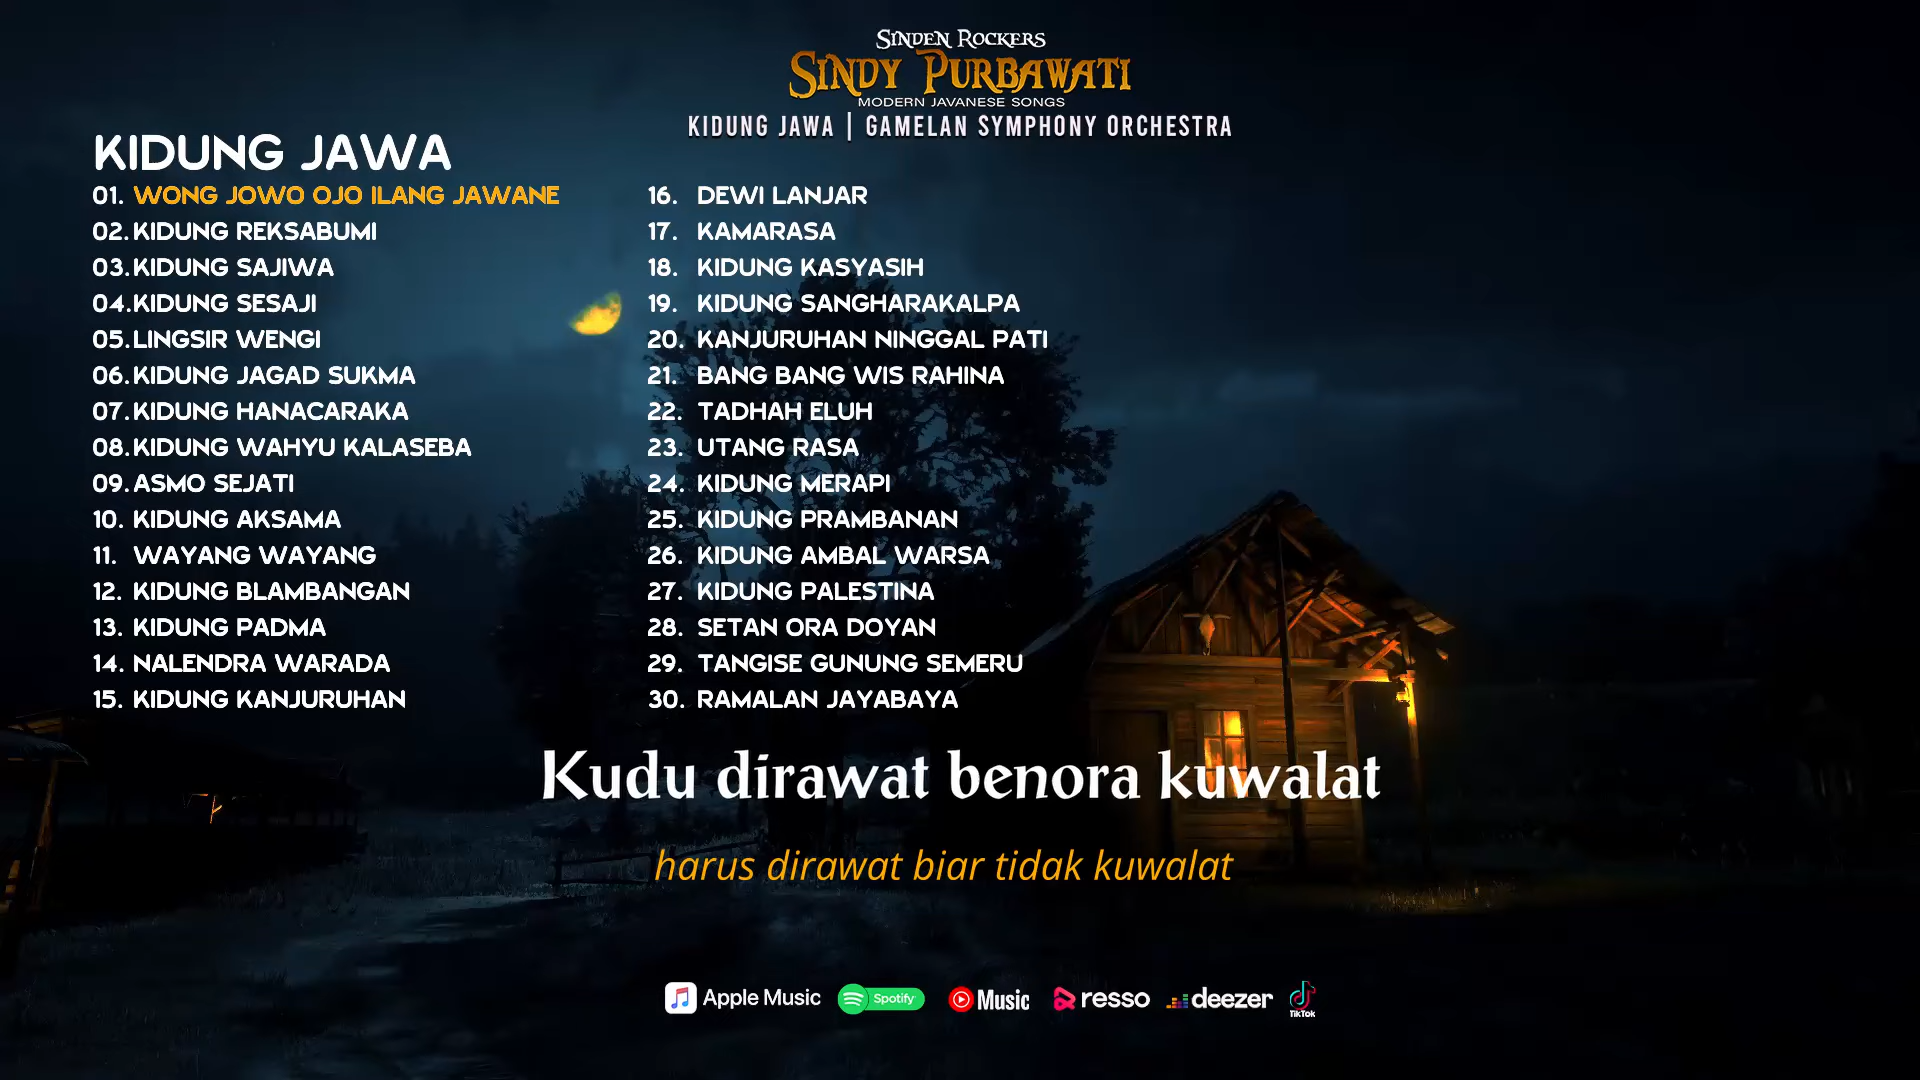 SINDEN ROCKERS
SINDY PURBAWATI
MODERN JAVANESE SONGS
KIDUNG JAWA | GAMELAN SYMPHONY ORCHESTRA
KIDUNG JAWA
01. WONG JOWO OJO ILANG JAWANE
02. KIDUNG REKSABUMI
03. KIDUNG SAJIWA
04. KIDUNG SESAJI
05. LINGSIR WENGI
06. KIDUNG JAGAD SUKMA
07. KIDUNG HANACARAKA
08. KIDUNG WAHYU KALASEBA
09. ASMO SEJATI
10. KIDUNG AKSAMA
11. WAYANG WAYANG
12. KIDUNG BLAMBANGAN
13. KIDUNG PADMA
14. NALENDRA WARADA
15. KIDUNG KANJURUHAN
16. DEWI LANJAR
17. KAMARASA
18. KIDUNG KASYASIH
19. KIDUNG SANGHARAKALPA
20. KANJURUHAN NINGGAL PATI
21. BANG BANG WIS RAHINA
22. TADHAH ELUH
23. UTANG RASA
24. KIDUNG MERAPI
25. KIDUNG PRAMBANAN
26. KIDUNG AMBAL WARSA
27. KIDUNG PALESTINA
28. SETAN ORA DOYAN
29. TANGISE GUNUNG SEMERU
30. RAMALAN JAYABAYA
Kudu dirawat benora kuwalat
harus dirawat biar tidak kuwalat
Apple Music Spotify Music resso deezer TikTok